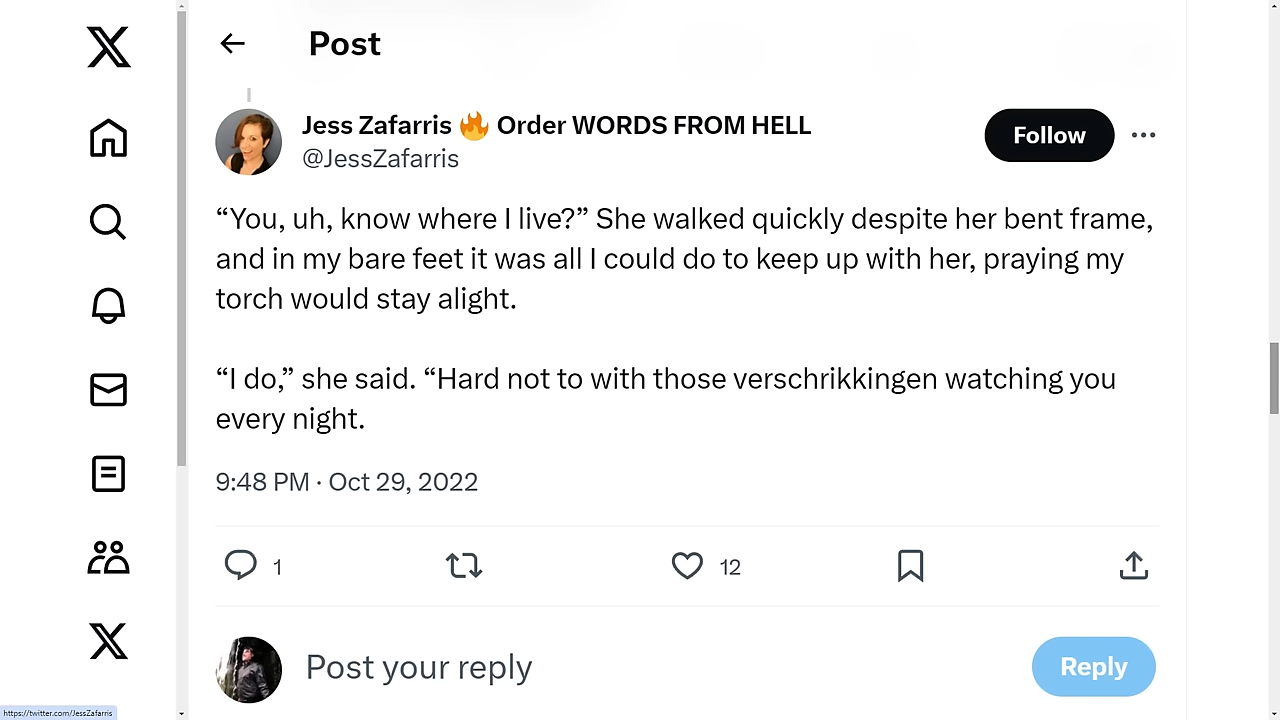 Post
Jess Zafarris 🔥 Order WORDS FROM HELL
@JessZafarris
Follow
“You, uh, know where I live?” She walked quickly despite her bent frame,
and in my bare feet it was all I could do to keep up with her, praying my
torch would stay alight.
“I do,” she said. “Hard not to with those verschrikkingen watching you
every night.
9:48 PM · Oct 29, 2022
1
12
Post your reply
Reply
https://twitter.com/JessZafarris